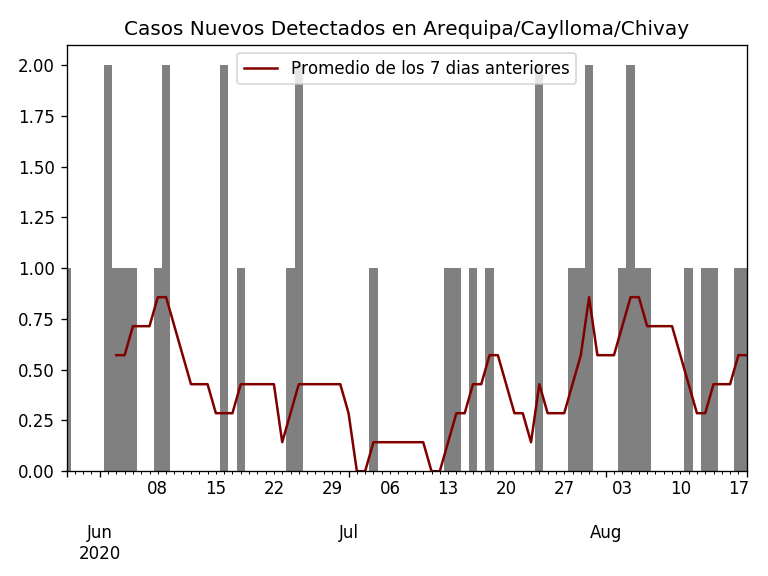 Casos Nuevos Detectados en Arequipa/Caylloma/Chivay
Promedio de los 7 dias anteriores
2.00
1.75
1.50
1.25
1.00
0.75
0.50
0.25
0.00
08 15 22 29 06 13 20 27 03 10 17
Jun Jul Aug
2020